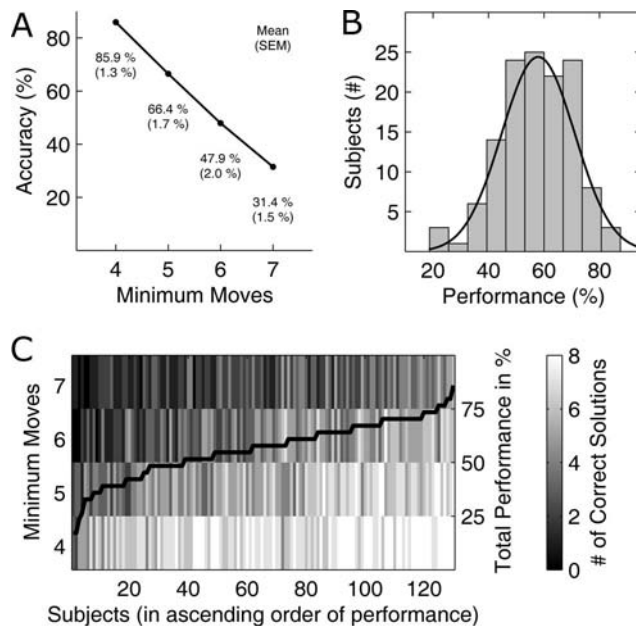 A
Accuracy (%)
80
60
40
20
Mean
(SEM)
85.9 %
(1.3 %)
66.4 %
(1.7 %)
47.9 %
(2.0 %)
31.4 %
(1.5 %)
4 5 6 7
Minimum Moves
B
Subjects (#)
25
20
15
10
5
20 40 60 80
Performance (%)
C
Minimum Moves
7
6
5
4
20 40 60 80 100 120
Subjects (in ascending order of performance)
75
50
25
Total Performance in %
8
6
4
2
0
# of Correct Solutions